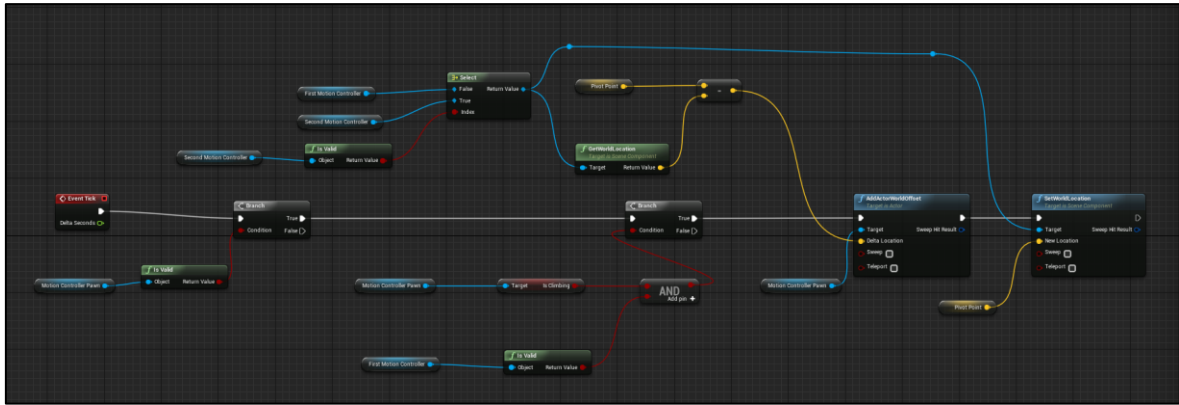 Select
First Motion Controller
False
Return Value
True
Second Motion Controller
Index
Pivot Point
-
Is Valid
Second Motion Controller
Object
Return Value
GetWorldLocation
Target is Scene Component
Target
Return Value
Event Tick
Delta Seconds
Branch
True
Condition
False
Branch
True
Condition
False
AddActorWorldOffset
Target is Actor
Target
Sweep Hit Result
Delta Location
Sweep
Teleport
SetWorldLocation
Target is Scene Component
Target
Sweep Hit Result
New Location
Sweep
Teleport
Is Valid
Motion Controller Pawn
Object
Return Value
Motion Controller Pawn
Target
Is Climbing
AND
Add pin +
Motion Controller Pawn
Pivot Point
Is Valid
First Motion Controller
Object
Return Value